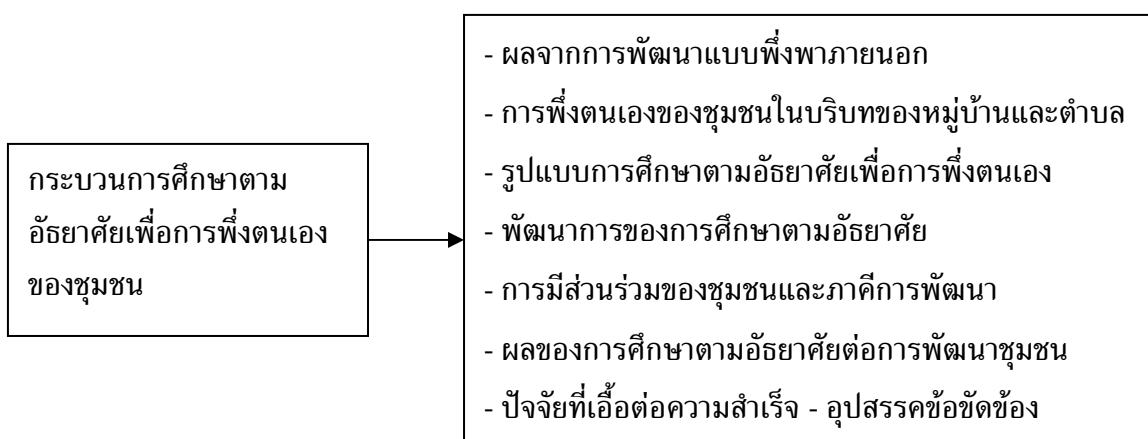 กระบวนการศึกษาตาม
อัธยาศัยเพื่อการพึ่งตนเอง
ของชุมชน
- ผลจากการพัฒนาแบบพึ่งพาภายนอก
- การพึ่งตนเองของชุมชนในบริบทของหมู่บ้านและตำบล
- รูปแบบการศึกษาตามอัธยาศัยเพื่อการพึ่งตนเอง
- พัฒนาการของการศึกษาตามอัธยาศัย
- การมีส่วนร่วมของชุมชนและภาคีการพัฒนา
- ผลของการศึกษาตามอัธยาศัยต่อการพัฒนาชุมชน
- ปัจจัยที่เอื้อต่อความสำเร็จ - อุปสรรคข้อขัดข้อง